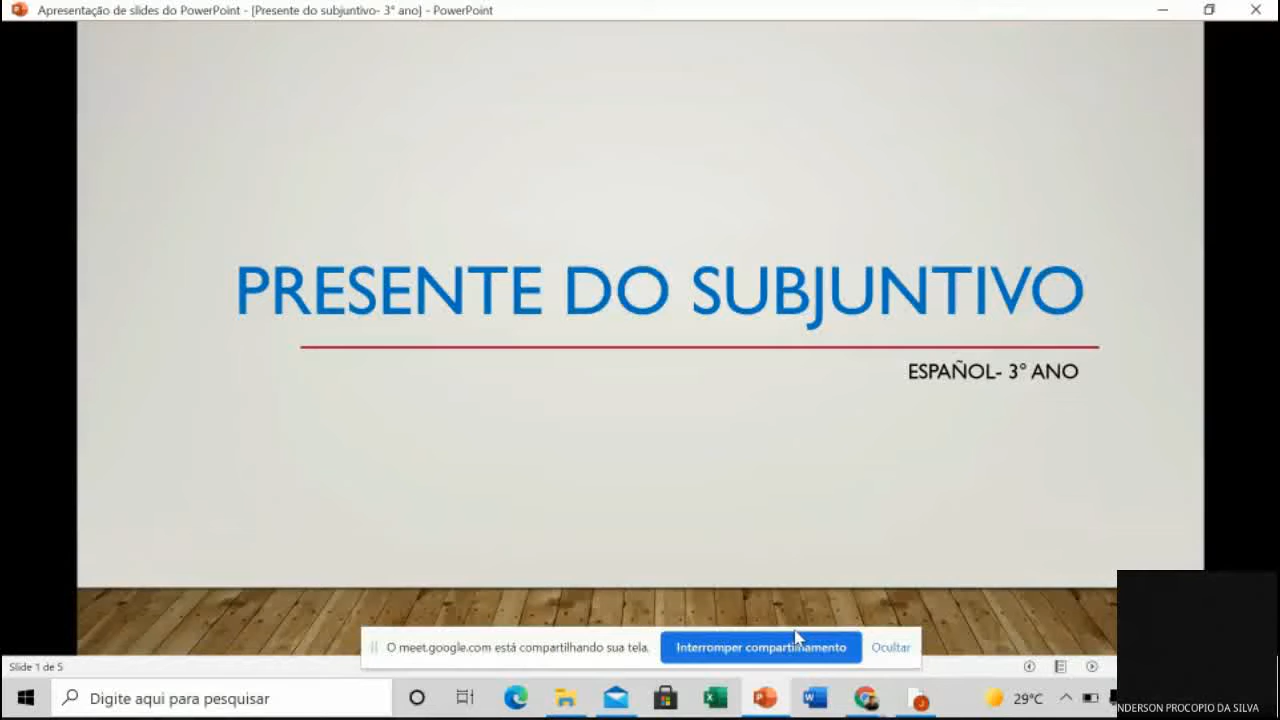 Apresentação de slides do PowerPoint - [Presente do subjuntivo- 3° ano] - PowerPoint
PRESENTE DO SUBJUNTIVO
ESPAÑOL- 3° ANO
O meet.google.com está compartilhando sua tela.
Interromper compartilhamento
Ocultar
Slide 1 de 5
Digite aqui para pesquisar
29°C
NDERSON PROCOPIO DA SILVA